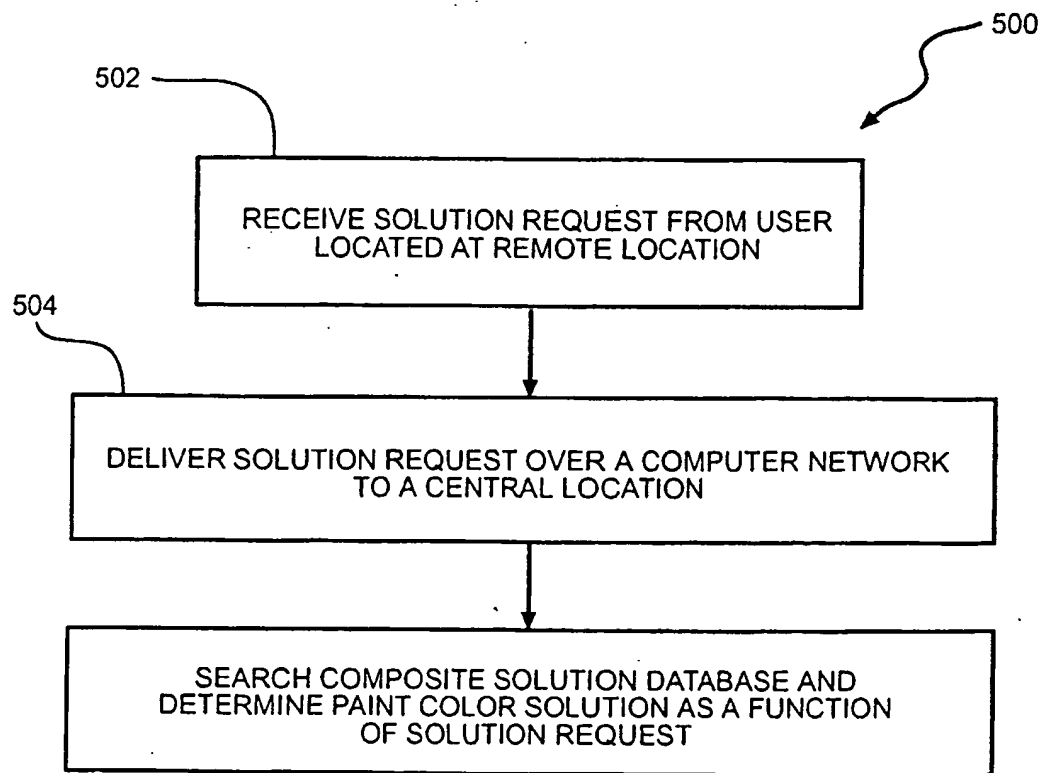 500
502
RECEIVE SOLUTION REQUEST FROM USER
LOCATED AT REMOTE LOCATION
504
DELIVER SOLUTION REQUEST OVER A COMPUTER NETWORK
TO A CENTRAL LOCATION
SEARCH COMPOSITE SOLUTION DATABASE AND
DETERMINE PAINT COLOR SOLUTION AS A FUNCTION
OF SOLUTION REQUEST